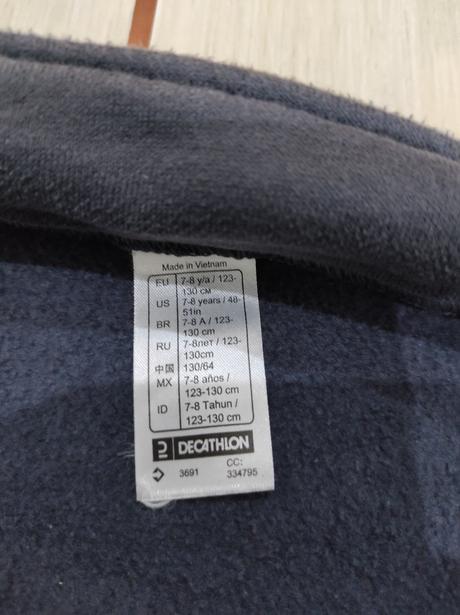 Made in Vietnam
EU 7-8 y/a / 123-
130 см
US 7-8 years / 48-
51in
BR 7-8 A / 123-
130 cm
RU 7-8лет / 123-
130cm
中国 130/64
MX 7-8 años /
123-130 cm
ID 7-8 Tahun /
123-130 cm
DECATHLON
3691 CC:
334795